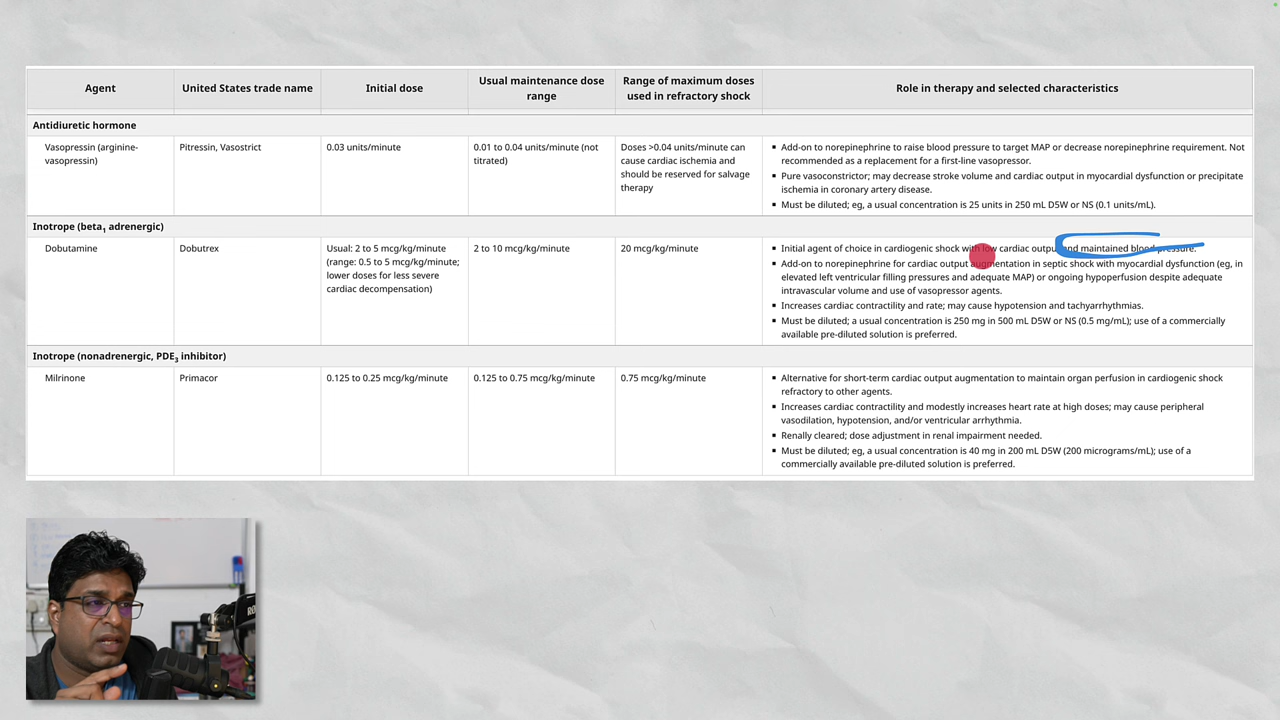 Agent
United States trade name
Initial dose
Usual maintenance dose
range
Range of maximum doses
used in refractory shock
Role in therapy and selected characteristics
Antidiuretic hormone
Vasopressin (arginine-
vasopressin)
Pitressin, Vasostrict
0.03 units/minute
0.01 to 0.04 units/minute (not
titrated)
Doses >0.04 units/minute can
cause cardiac ischemia and
should be reserved for salvage
therapy
▪ Add-on to norepinephrine to raise blood pressure to target MAP or decrease norepinephrine requirement. Not
recommended as a replacement for a first-line vasopressor.
▪ Pure vasoconstrictor; may decrease stroke volume and cardiac output in myocardial dysfunction or precipitate
ischemia in coronary artery disease.
▪ Must be diluted; eg, a usual concentration is 25 units in 250 mL D5W or NS (0.1 units/mL).
Inotrope (beta₁ adrenergic)
Dobutamine
Dobutrex
Usual: 2 to 5 mcg/kg/minute
(range: 0.5 to 5 mcg/kg/minute;
lower doses for less severe
cardiac decompensation)
2 to 10 mcg/kg/minute
20 mcg/kg/minute
▪ Initial agent of choice in cardiogenic shock with low cardiac output and maintained blood pressure.
▪ Add-on to norepinephrine for cardiac output augmentation in septic shock with myocardial dysfunction (eg, in
elevated left ventricular filling pressures and adequate MAP) or ongoing hypoperfusion despite adequate
intravascular volume and use of vasopressor agents.
▪ Increases cardiac contractility and rate; may cause hypotension and tachyarrhythmias.
▪ Must be diluted; a usual concentration is 250 mg in 500 mL D5W or NS (0.5 mg/mL); use of a commercially
available pre-diluted solution is preferred.
Inotrope (nonadrenergic, PDE₃ inhibitor)
Milrinone
Primacor
0.125 to 0.25 mcg/kg/minute
0.125 to 0.75 mcg/kg/minute
0.75 mcg/kg/minute
▪ Alternative for short-term cardiac output augmentation to maintain organ perfusion in cardiogenic shock
refractory to other agents.
▪ Increases cardiac contractility and modestly increases heart rate at high doses; may cause peripheral
vasodilation, hypotension, and/or ventricular arrhythmia.
▪ Renally cleared; dose adjustment in renal impairment needed.
▪ Must be diluted; eg, a usual concentration is 40 mg in 200 mL D5W (200 micrograms/mL); use of a
commercially available pre-diluted solution is preferred.